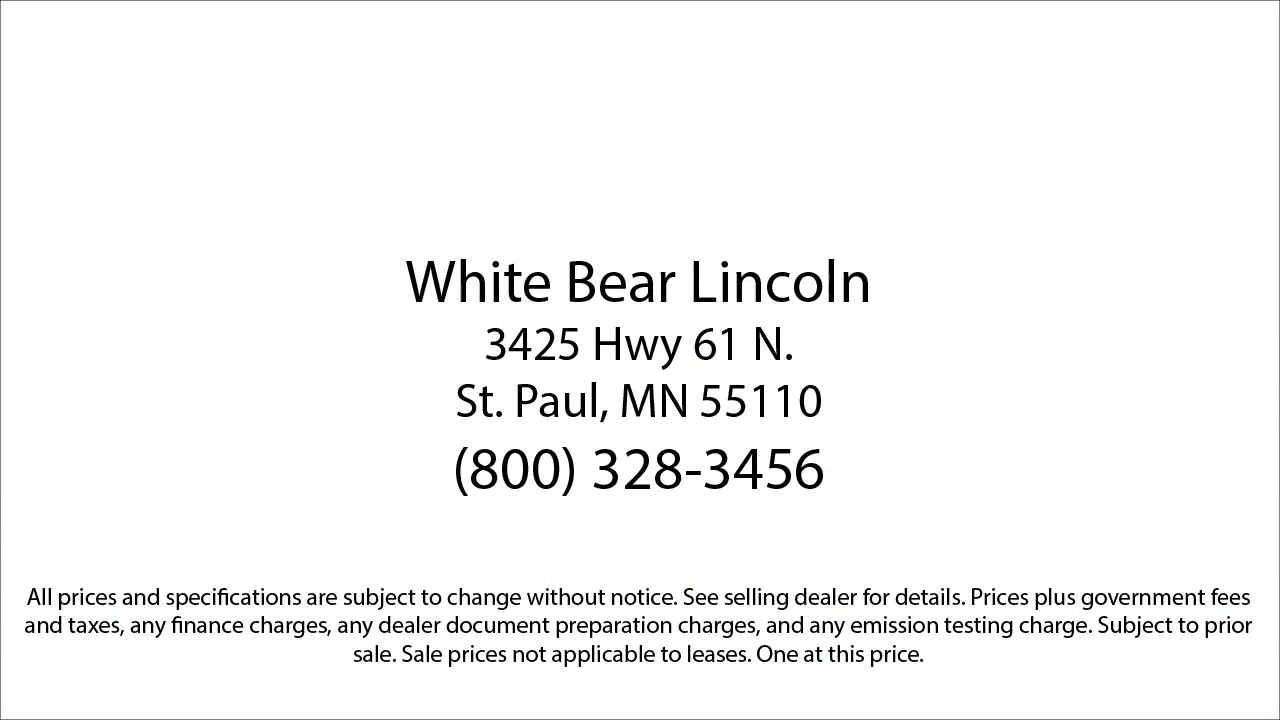 White Bear Lincoln
3425 Hwy 61 N.
St. Paul, MN 55110
(800) 328-3456
All prices and specifications are subject to change without notice. See selling dealer for details. Prices plus government fees
and taxes, any finance charges, any dealer document preparation charges, and any emission testing charge. Subject to prior
sale. Sale prices not applicable to leases. One at this price.